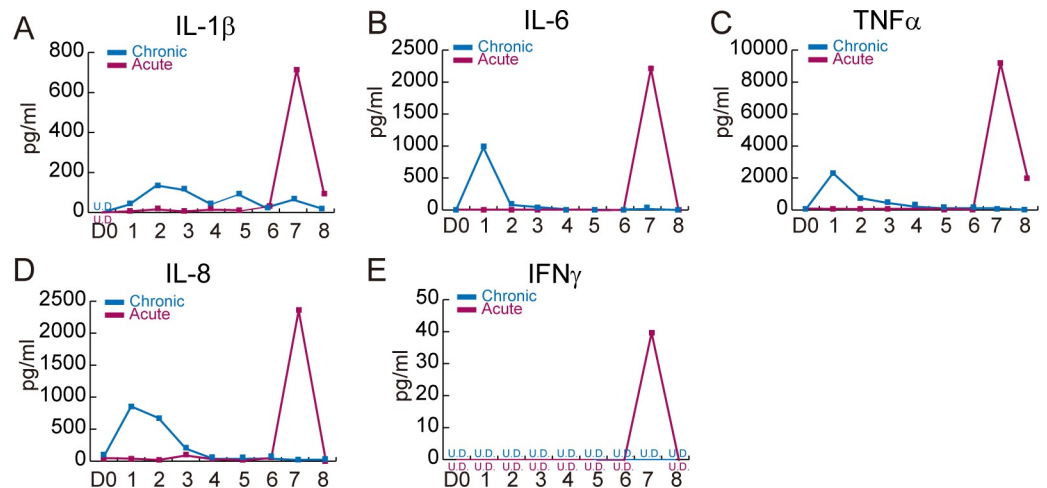 A IL-1β
Chronic
Acute
pg/ml
800
600
400
200
0
U.D.
U.D.
D0 1 2 3 4 5 6 7 8
B IL-6
Chronic
Acute
pg/ml
2500
2000
1500
1000
500
0
D0 1 2 3 4 5 6 7 8
C TNFα
Chronic
Acute
pg/ml
10000
8000
6000
4000
2000
0
D0 1 2 3 4 5 6 7 8
D IL-8
Chronic
Acute
pg/ml
2500
2000
1500
1000
500
0
D0 1 2 3 4 5 6 7 8
E IFNγ
Chronic
Acute
pg/ml
50
40
30
20
10
0
U.D. U.D. U.D. U.D. U.D. U.D. U.D. U.D. U.D.
U.D. U.D. U.D. U.D. U.D. U.D. U.D. U.D.
D0 1 2 3 4 5 6 7 8